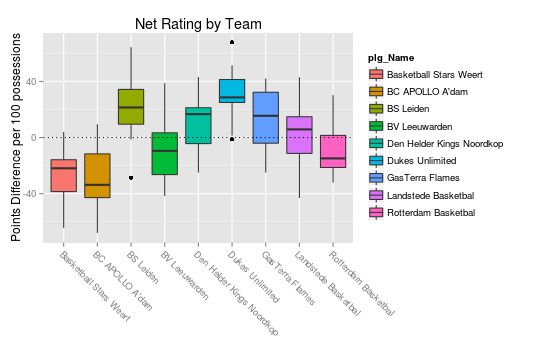 Net Rating by Team
Points Difference per 100 possessions
40
0
-40
Basketball Stars Weert
BC APOLLO A'dam
BS Leiden
BV Leeuwarden
Den Helder Kings Noordkop
Dukes Unlimited
GasTerra Flames
Landstede Basketbal
Rotterdam Basketbal
plg_Name
Basketball Stars Weert
BC APOLLO A'dam
BS Leiden
BV Leeuwarden
Den Helder Kings Noordkop
Dukes Unlimited
GasTerra Flames
Landstede Basketbal
Rotterdam Basketbal